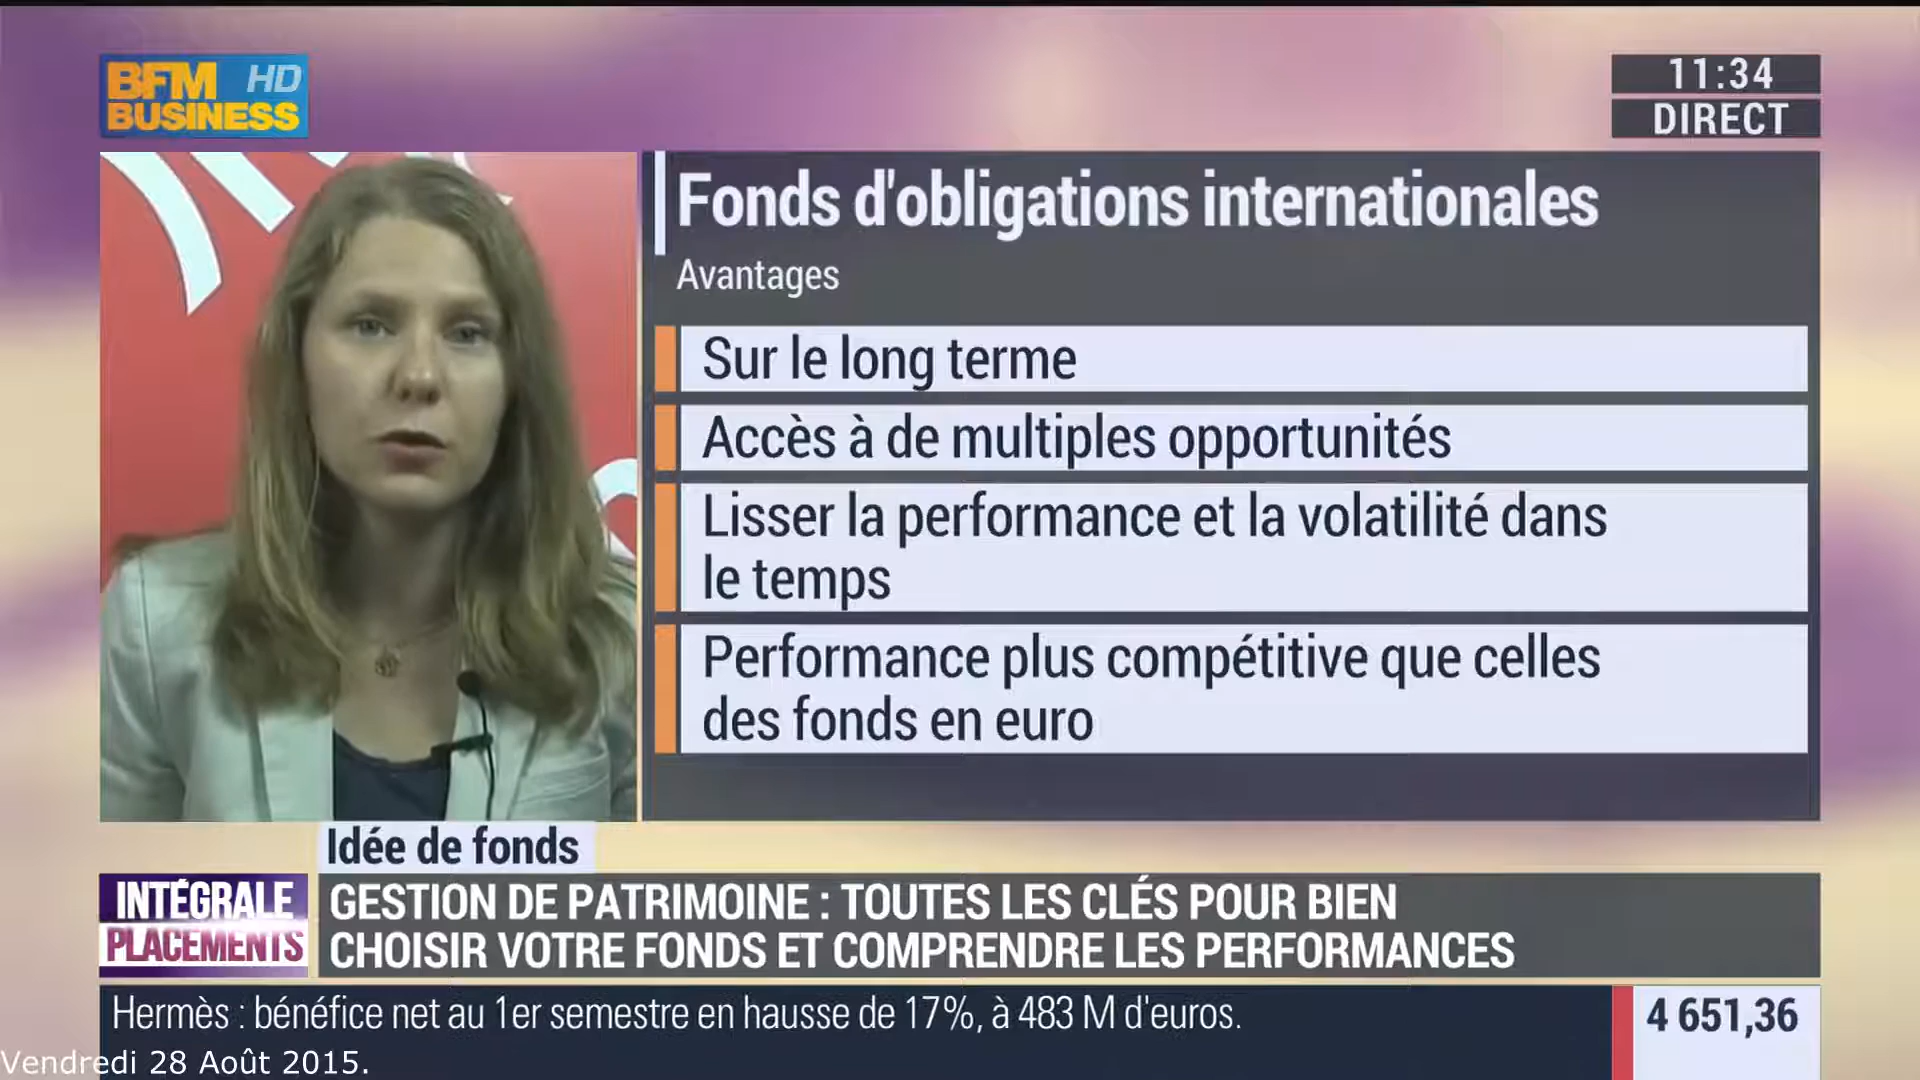 BFM HD
BUSINESS
11:34
DIRECT
Fonds d'obligations internationales
Avantages
Sur le long terme
Accès à de multiples opportunités
Lisser la performance et la volatilité dans
le temps
Performance plus compétitive que celles
des fonds en euro
Idée de fonds
INTÉGRALE
PLACEMENTS
GESTION DE PATRIMOINE : TOUTES LES CLÉS POUR BIEN
CHOISIR VOTRE FONDS ET COMPRENDRE LES PERFORMANCES
Hermès : bénéfice net au 1er semestre en hausse de 17%, à 483 M d'euros.
4 651,36
Vendredi 28 Août 2015.